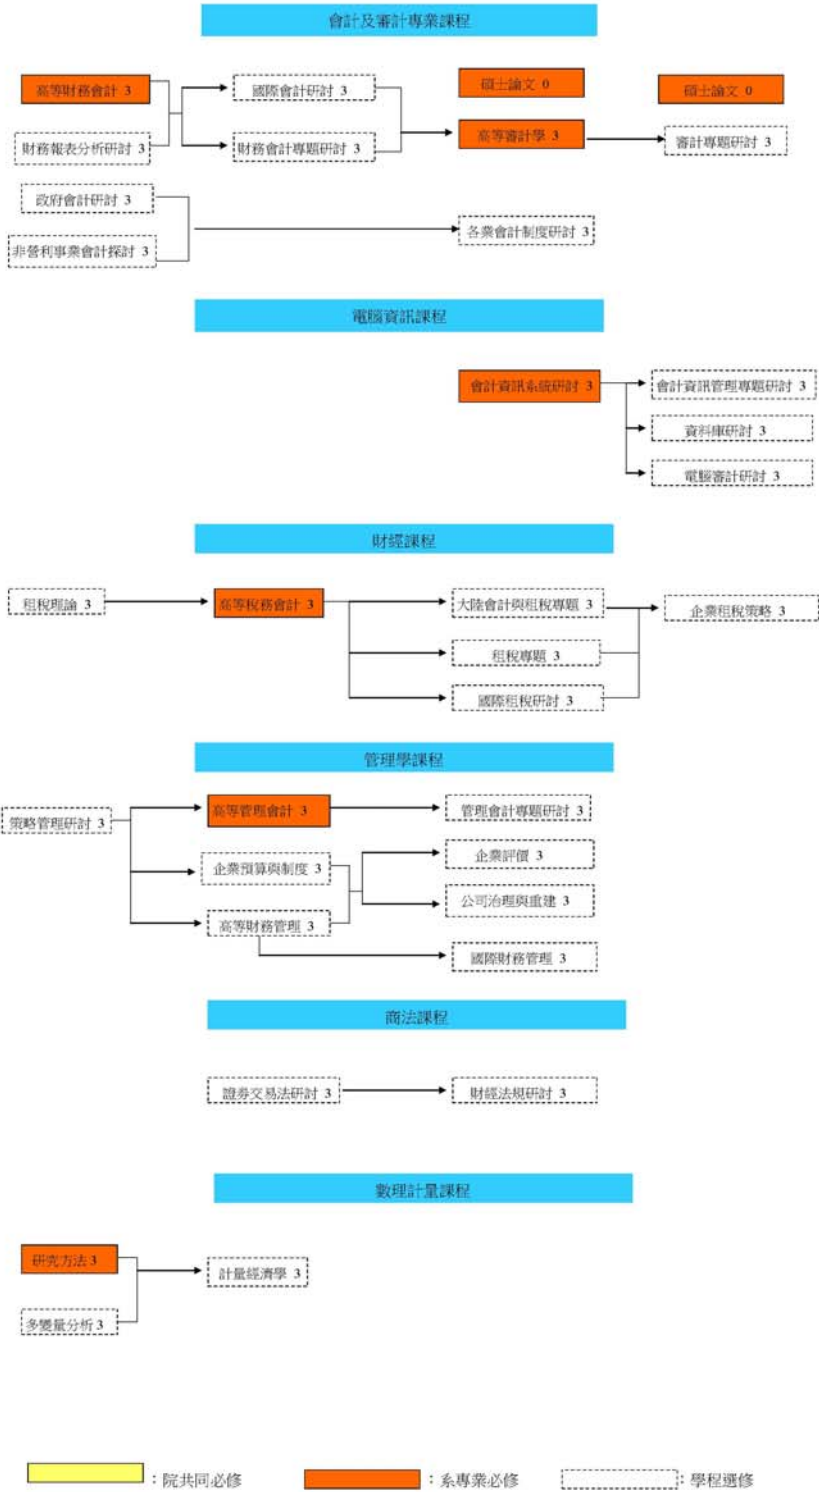 會計及審計專業課程
高等財務會計 3
國際會計研討 3
碩士論文 0
碩士論文 0
財務報表分析研討 3
財務會計專題研討 3
高等審計學 3
審計專題研討 3
政府會計研討 3
非營利事業會計探討 3
各業會計制度研討 3
電腦資訊課程
會計資訊系統研討 3
會計資訊管理專題研討 3
資料庫研討 3
電腦審計研討 3
財經課程
租稅理論 3
高等稅務會計 3
大陸會計與租稅專題 3
企業租稅策略 3
租稅專題 3
國際租稅研討 3
管理學課程
策略管理研討 3
高等管理會計 3
管理會計專題研討 3
企業預算與制度 3
企業評價 3
高等財務管理 3
公司治理與重建 3
國際財務管理 3
商法課程
證券交易法研討 3
財經法規研討 3
數理計量課程
研究方法 3
計量經濟學 3
多變量分析 3
：院共同必修
：系專業必修
：學程選修